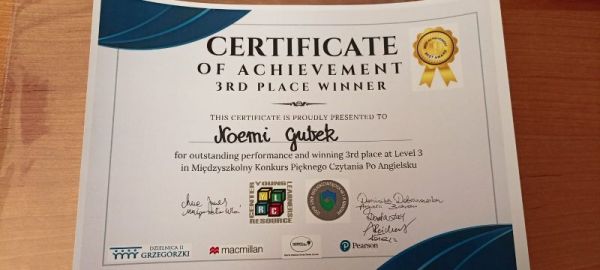 CERTIFICATE
OF ACHIEVEMENT
3RD PLACE WINNER
THIS CERTIFICATE IS PROUDLY PRESENTED TO
Noemi Gubek
for outstanding performance and winning 3rd place at Level 3
in Międzyszkolny Konkurs Pięknego Czytania Po Angielsku
YOUNG
LEARNERS
RESOURCE
CENTER
DZIELNICA II
GRZEGÓRZKI
macmillan
Pearson